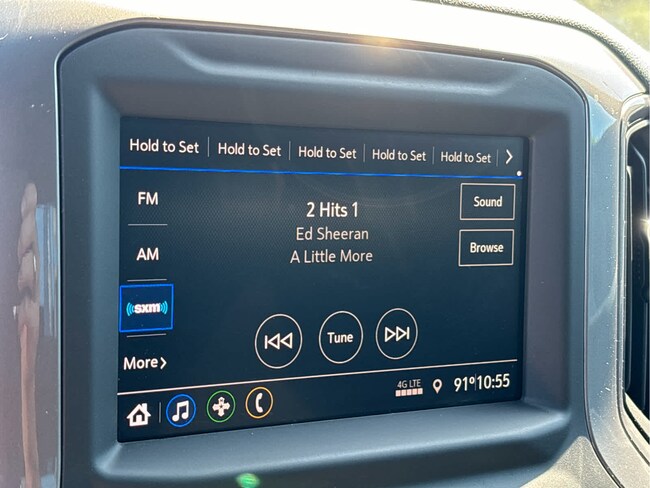 Hold to Set Hold to Set Hold to Set Hold to Set Hold to Set
FM
2 Hits 1
Sound
Ed Sheeran
AM
A Little More
Browse
sxm
Tune
More
4G LTE
91° 10:55